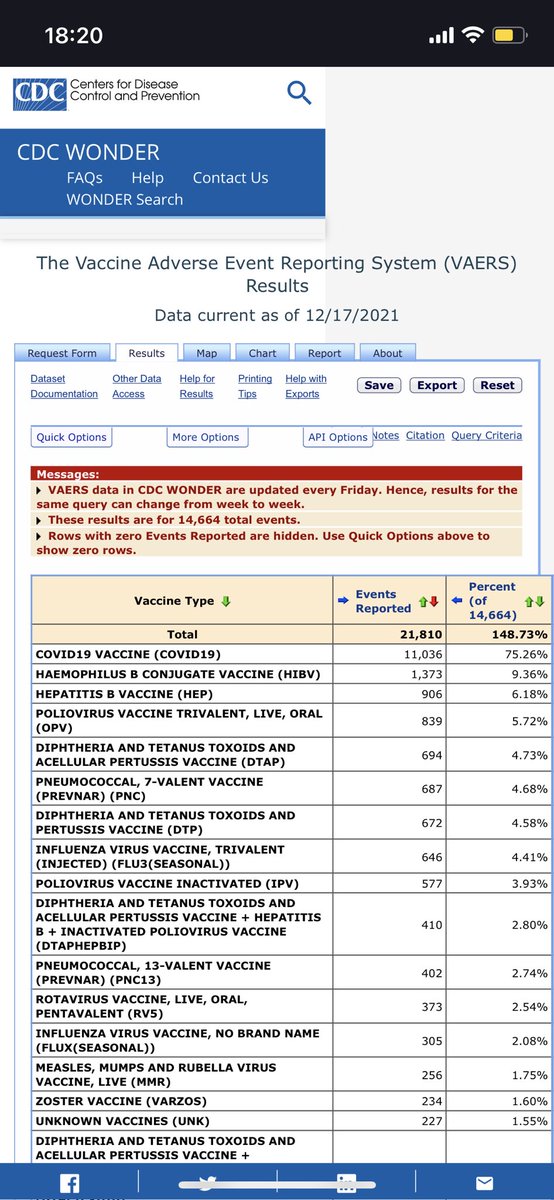 18:20
CDC
Centers for Disease
Control and Prevention
CDC WONDER
FAQs Help Contact Us
WONDER Search
The Vaccine Adverse Event Reporting System (VAERS)
Results
Data current as of 12/17/2021
Request Form Results Map Chart Report About
Dataset Other Data Help for Printing Help with
Documentation Access Results Tips Exports
Save Export Reset
Quick Options More Options API Options Notes Citation Query Criteria
Messages:
VAERS data in CDC WONDER are updated every Friday. Hence, results for the
same query can change from week to week.
These results are for 14,664 total events.
Rows with zero Events Reported are hidden. Use Quick Options above to
show zero rows.
Vaccine Type
Events
Reported
Percent
(of
14,664)
Total 21,810 148.73%
COVID19 VACCINE (COVID19) 11,036 75.26%
HAEMOPHILUS B CONJUGATE VACCINE (HIBV) 1,373 9.36%
HEPATITIS B VACCINE (HEP) 906 6.18%
POLIOVIRUS VACCINE TRIVALENT, LIVE, ORAL
(OPV) 839 5.72%
DIPHTHERIA AND TETANUS TOXOIDS AND
ACELLULAR PERTUSSIS VACCINE (DTAP) 694 4.73%
PNEUMOCOCCAL, 7-VALENT VACCINE
(PREVNAR) (PNC) 687 4.68%
DIPHTHERIA AND TETANUS TOXOIDS AND
PERTUSSIS VACCINE (DTP) 672 4.58%
INFLUENZA VIRUS VACCINE, TRIVALENT
(INJECTED) (FLU3(SEASONAL)) 646 4.41%
POLIOVIRUS VACCINE INACTIVATED (IPV) 577 3.93%
DIPHTHERIA AND TETANUS TOXOIDS AND
ACELLULAR PERTUSSIS VACCINE + HEPATITIS
B + INACTIVATED POLIOVIRUS VACCINE
(DTAPHEPBIP) 410 2.80%
PNEUMOCOCCAL, 13-VALENT VACCINE
(PREVNAR) (PNC13) 402 2.74%
ROTAVIRUS VACCINE, LIVE, ORAL,
PENTAVALENT (RV5) 373 2.54%
INFLUENZA VIRUS VACCINE, NO BRAND NAME
(FLUX(SEASONAL)) 305 2.08%
MEASLES, MUMPS AND RUBELLA VIRUS
VACCINE, LIVE (MMR) 256 1.75%
ZOSTER VACCINE (VARZOS) 234 1.60%
UNKNOWN VACCINES (UNK) 227 1.55%
DIPHTHERIA AND TETANUS TOXOIDS AND
ACELLULAR PERTUSSIS VACCINE +